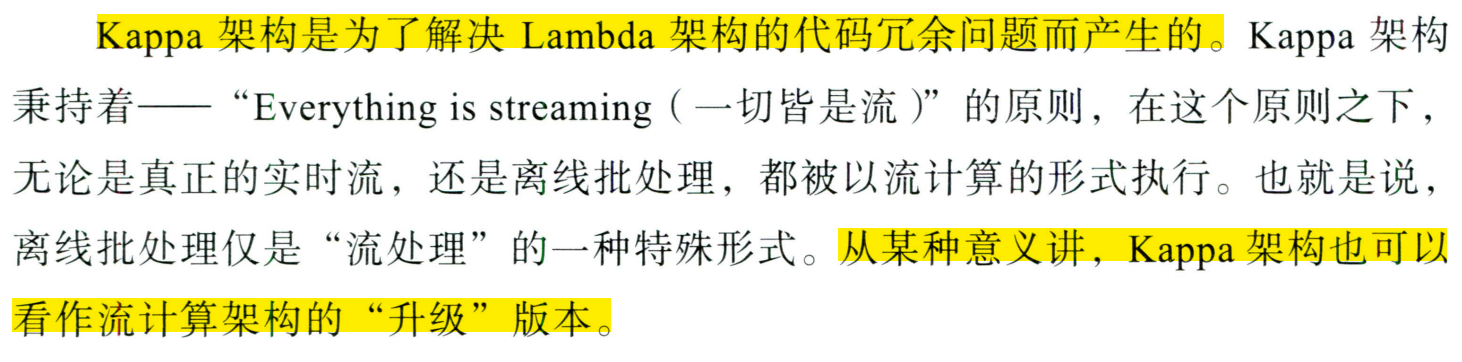 Kappa 架构是为了解决 Lambda 架构的代码冗余问题而产生的。Kappa 架构
秉持着——“Everything is streaming（一切皆是流）”的原则，在这个原则之下，
无论是真正的实时流，还是离线批处理，都被以流计算的形式执行。也就是说，
离线批处理仅是“流处理”的一种特殊形式。从某种意义讲，Kappa 架构也可以
看作流计算架构的“升级”版本。